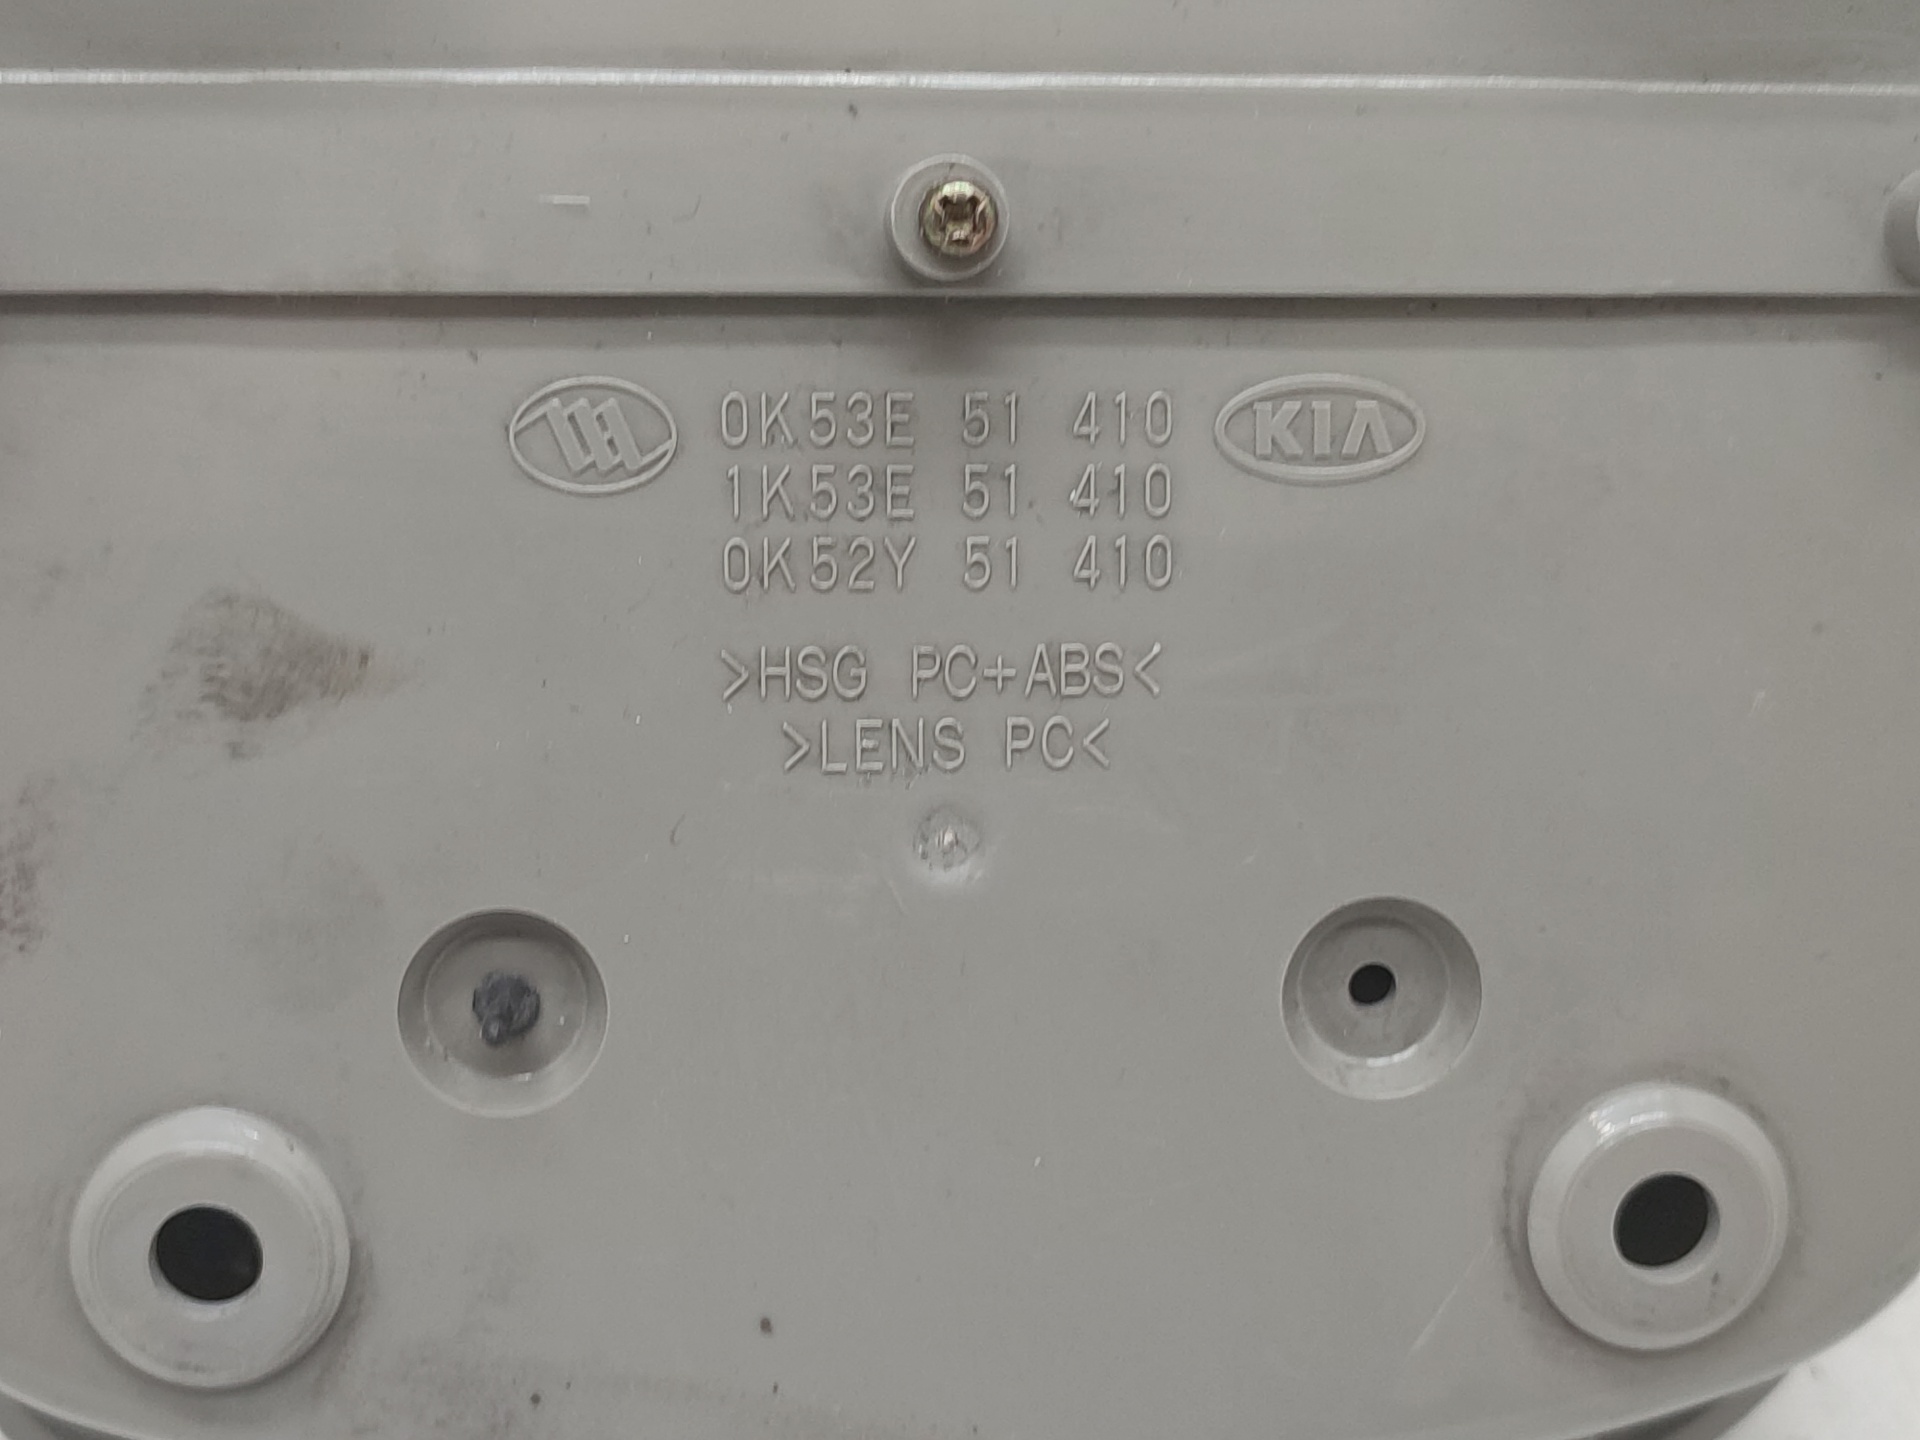 0K53E 51 410 KIA
1K53E 51 410
0K52Y 51 410
>HSG PC+ABS<
>LENS PC<